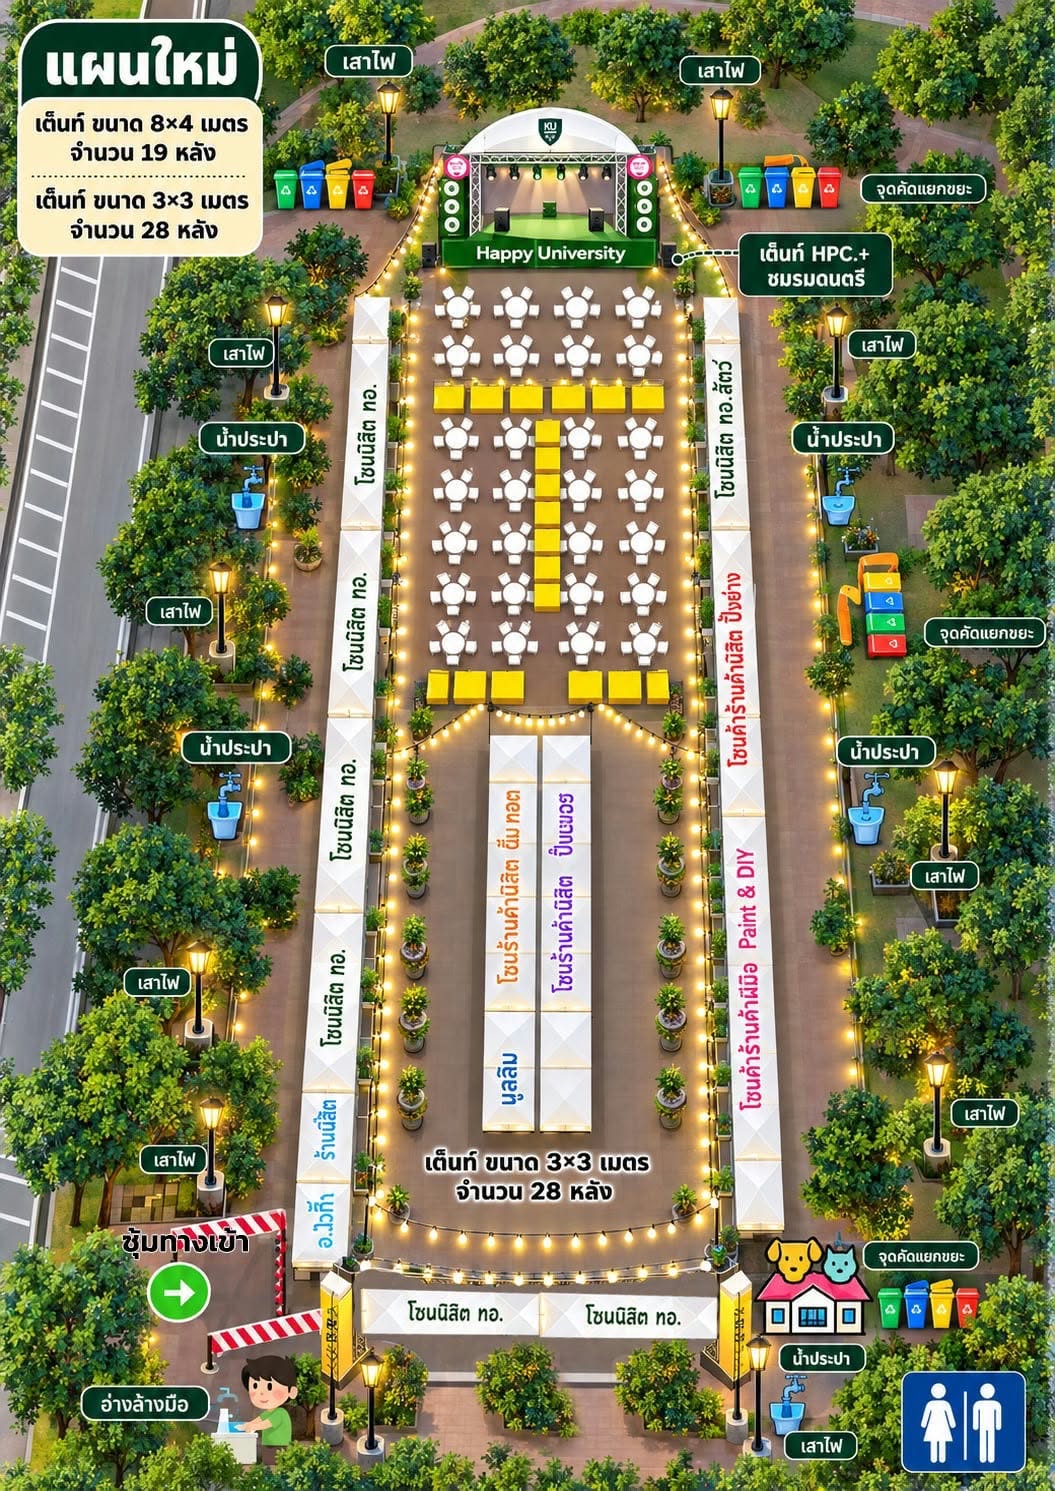 แผนใหม่
เต็นท์ ขนาด 8×4 เมตร
จำนวน 19 หลัง
เต็นท์ ขนาด 3×3 เมตร
จำนวน 28 หลัง
เสาไฟ
เสาไฟ
KU
จุดคัดแยกขยะ
Happy University
เต็นท์ HPC.+
ชมรมดนตรี
เสาไฟ
เสาไฟ
โซนนิสิต ทอ.
โซนนิสิต ทอ.สัตว์
น้ำประปา
น้ำประปา
เสาไฟ
โซนนิสิต ทอ.
โซนค้าร้านค้านิสิต ปิ้งย่าง
จุดคัดแยกขยะ
น้ำประปา
น้ำประปา
โซนนิสิต ทอ.
โซนร้านค้านิสิต
โซนร้านค้านิสิต
เสาไฟ
โซนค้าร้านค้าฝีมือ Paint & DIY
เสาไฟ
โซนนิสิต ทอ.
เสาไฟ
มูสลิม
ร้านนิสิต
เสาไฟ
เต็นท์ ขนาด 3×3 เมตร
จำนวน 28 หลัง
ซุ้มทางเข้า
จุดคัดแยกขยะ
โซนนิสิต ทอ.
โซนนิสิต ทอ.
น้ำประปา
อ่างล้างมือ
เสาไฟ